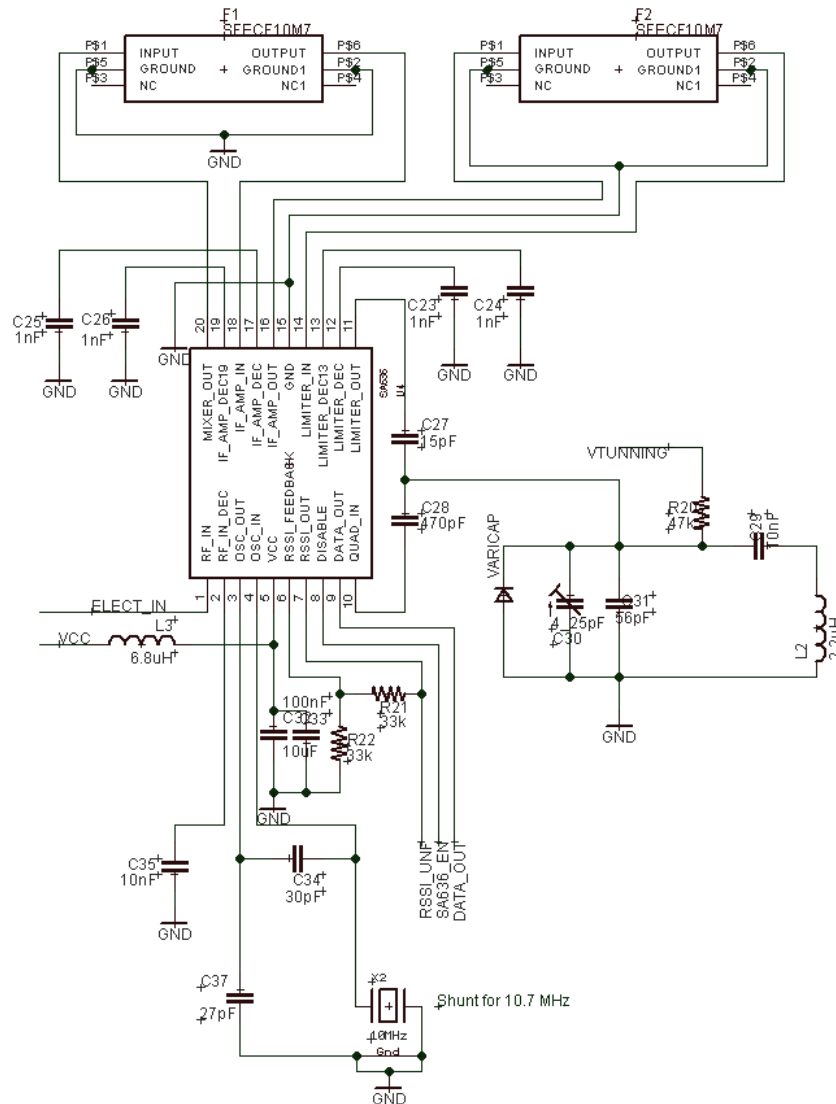 F1
SFECF10M7
F2
SFECF10M7
P$1
INPUT
OUTPUT
P$6
P$5
GROUND
GROUND1
P$2
P$3
NC
NC1
P$4
P$1
INPUT
OUTPUT
P$6
P$5
GROUND
GROUND1
P$2
P$3
NC
NC1
P$4
GND
C25
1nF
C26
1nF
C23
1nF
C24
1nF
GND
GND
GND
GND
GND
20
19
18
17
16
15
14
13
12
11
MIXER_OUT
IF_AMP_DEC19
IF_AMP_IN
IF_AMP_DEC
IF_AMP_OUT
GND
LIMITER_IN
LIMITER_DEC13
LIMITER_DEC
LIMITER_OUT
SA636
U4
RF_IN
RF_IN_DEC
OSC_OUT
OSC_IN
VCC
RSSI_FEEDBACK
RSSI_OUT
DISABLE
DATA_OUT
QUAD_IN
1
2
3
4
5
6
7
8
9
10
C27
15pF
C28
470pF
VTUNNING
R20
47k
C29
10nF
VARICAP
4_25pF
C30
C31
56pF
L2
2.2uH
GND
ELECT_IN
VCC
L3
6.8uH
100nF
C32
C33
10uF
R21
33k
R22
33k
GND
RSSI_UNF
SA636_EN
DATA_OUT
C35
10nF
GND
C34
30pF
C37
27pF
X2
10MHz
Gnd
Shunt for 10.7 MHz
GND